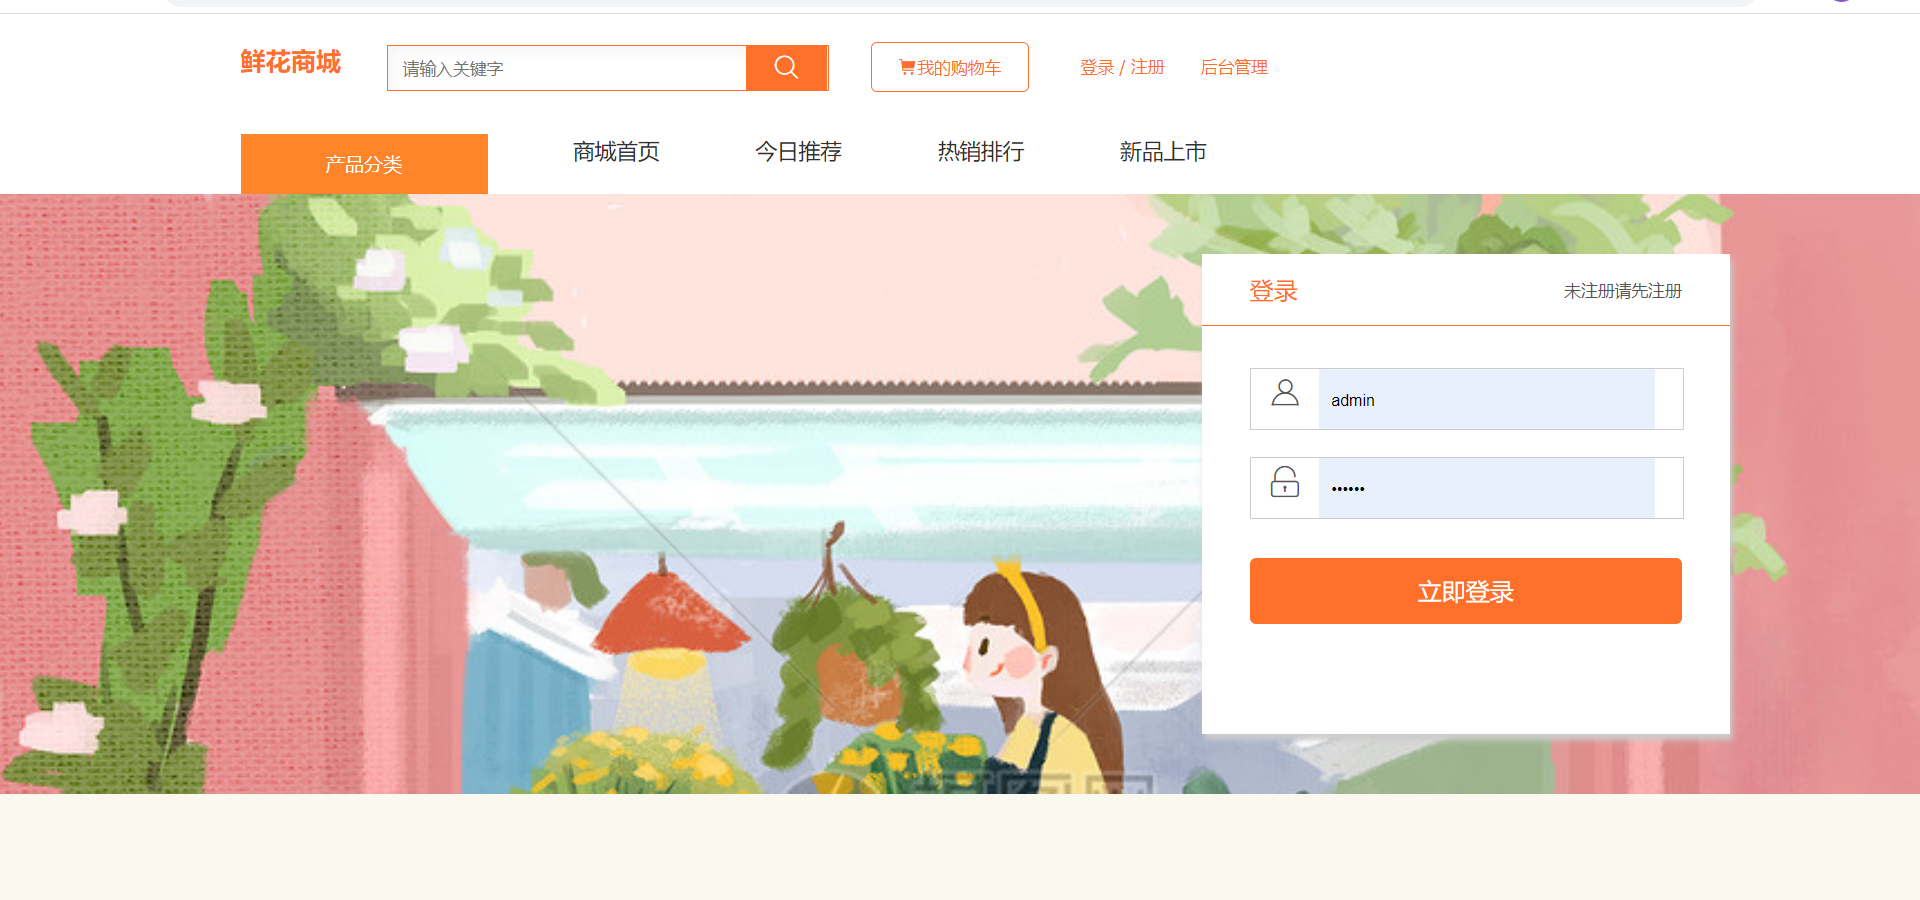 鲜花商城
请输入关键字
我的购物车
登录 / 注册
后台管理
产品分类
商城首页
今日推荐
热销排行
新品上市
登录
未注册请先注册
admin
••••••
立即登录